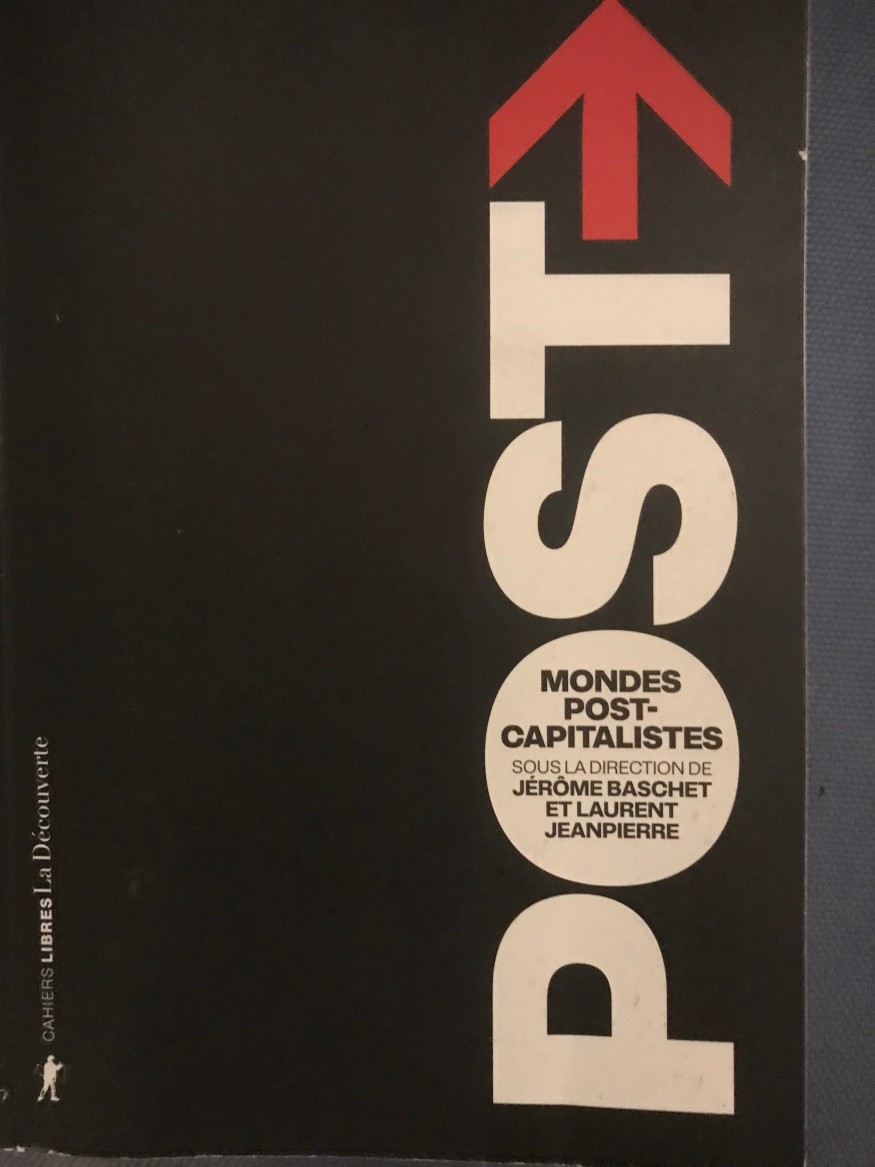 POST
MONDES
POST-
CAPITALISTES
SOUS LA DIRECTION DE
JÉRÔME BASCHET
ET LAURENT
JEANPIERRE
CAHIERS LIBRES La Découverte